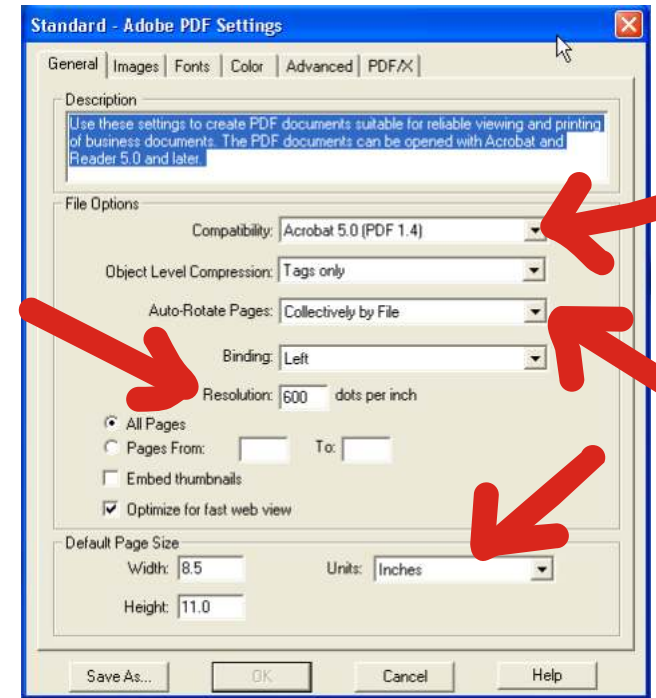 Standard - Adobe PDF Settings
General Images Fonts Color Advanced PDF/X
Description
Use these settings to create PDF documents suitable for reliable viewing and printing
of business documents. The PDF documents can be opened with Acrobat and
Reader 5.0 and later.
File Options
Compatibility: Acrobat 5.0 (PDF 1.4)
Object Level Compression: Tags only
Auto-Rotate Pages: Collectively by File
Binding: Left
Resolution: 600 dots per inch
All Pages
Pages From: To:
Embed thumbnails
Optimize for fast web view
Default Page Size
Width: 8.5 Units: Inches
Height: 11.0
Save As... OK Cancel Help